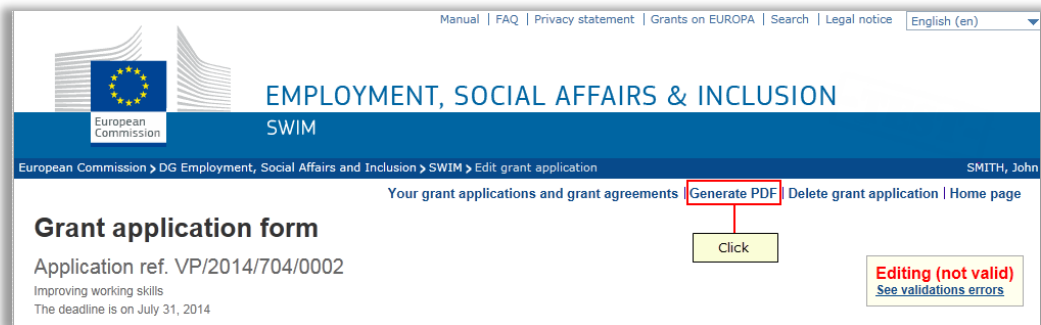 Manual | FAQ | Privacy statement | Grants on EUROPA | Search | Legal notice English (en)
EMPLOYMENT, SOCIAL AFFAIRS & INCLUSION
European
Commission
SWIM
European Commission > DG Employment, Social Affairs and Inclusion > SWIM > Edit grant application SMITH, John
Your grant applications and grant agreements | Generate PDF | Delete grant application | Home page
Grant application form
Click
Application ref. VP/2014/704/0002
Improving working skills
The deadline is on July 31, 2014
Editing (not valid)
See validations errors